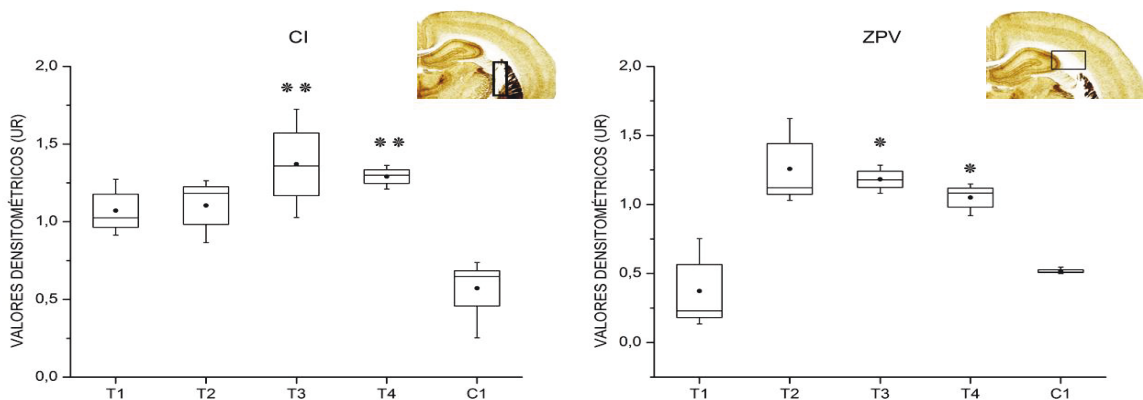 CI
VALORES DENSITOMÉTRICOS (UR)
2,0
1,5
1,0
0,5
0,0
** 
**
T1 T2 T3 T4 C1
ZPV
VALORES DENSITOMÉTRICOS (UR)
2,0
1,5
1,0
0,5
0,0
*
*
T1 T2 T3 T4 C1